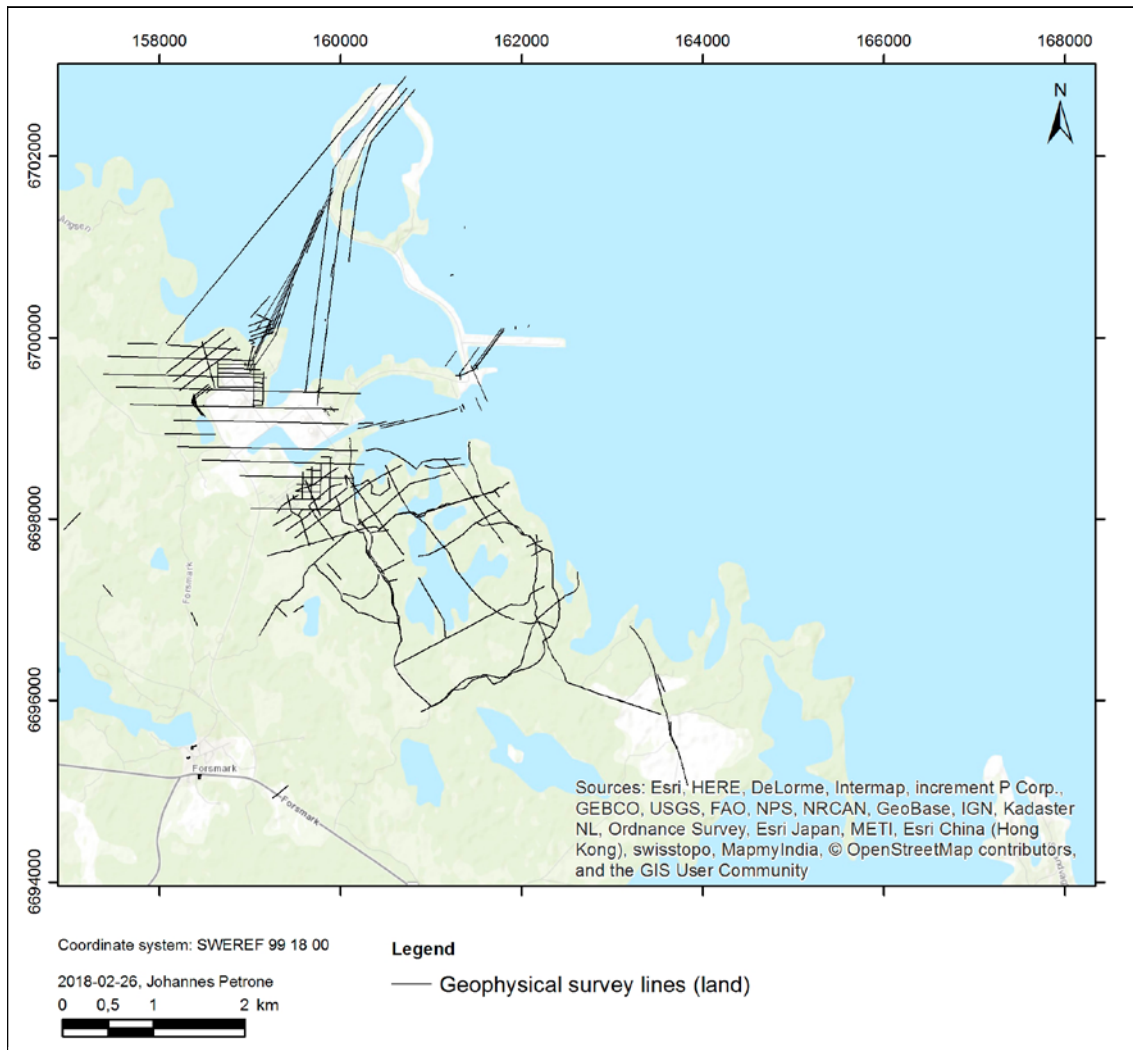 158000 160000 162000 164000 166000 168000
N
6702000
Ängsön
6700000
6698000
Forsmark
6696000
Forsmark
Forsmark
6694000
Sources: Esri, HERE, DeLorme, Intermap, increment P Corp.,
GEBCO, USGS, FAO, NPS, NRCAN, GeoBase, IGN, Kadaster
NL, Ordnance Survey, Esri Japan, METI, Esri China (Hong
Kong), swisstopo, MapmyIndia, © OpenStreetMap contributors,
and the GIS User Community
Coordinate system: SWEREF 99 18 00
2018-02-26, Johannes Petrone
0 0,5 1 2 km
Legend
Geophysical survey lines (land)